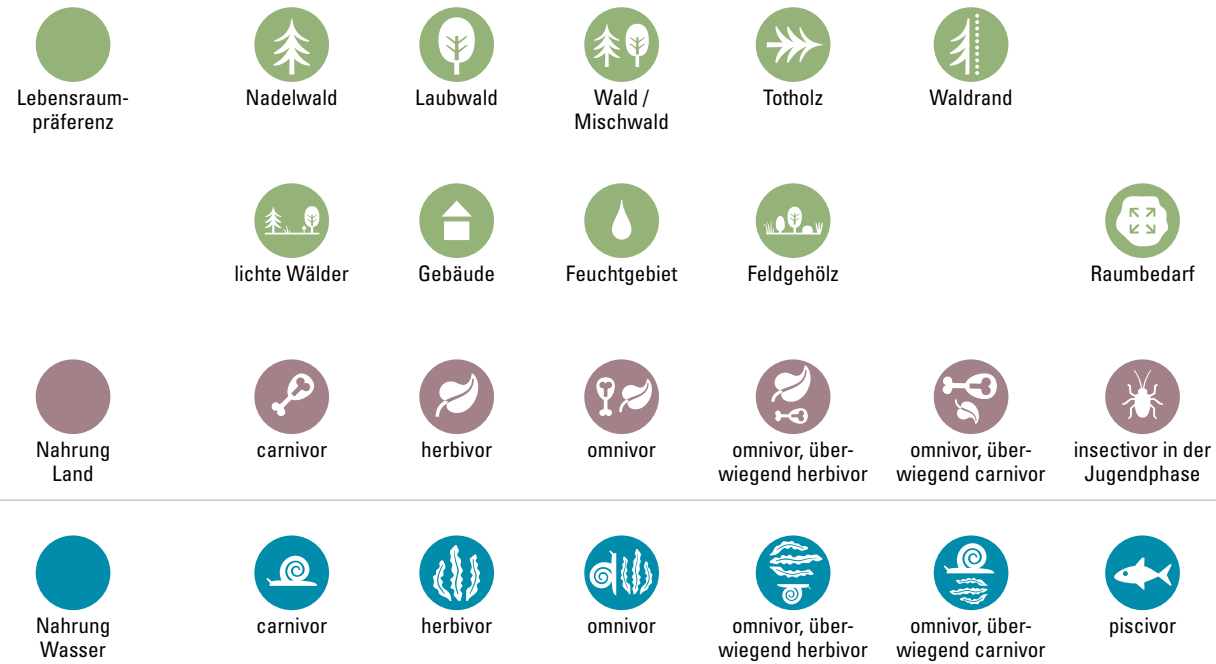 Lebensraum-
präferenz
Nadelwald
Laubwald
Wald /
Mischwald
Totholz
Waldrand
lichte Wälder
Gebäude
Feuchtgebiet
Feldgehölz
Raumbedarf
Nahrung
Land
carnivor
herbivor
omnivor
omnivor, über-
wiegend herbivor
omnivor, über-
wiegend carnivor
insectivor in der
Jugendphase
Nahrung
Wasser
carnivor
herbivor
omnivor
omnivor, über-
wiegend herbivor
omnivor, über-
wiegend carnivor
piscivor